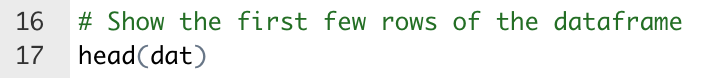 16 # Show the first few rows of the dataframe
17 head(dat)